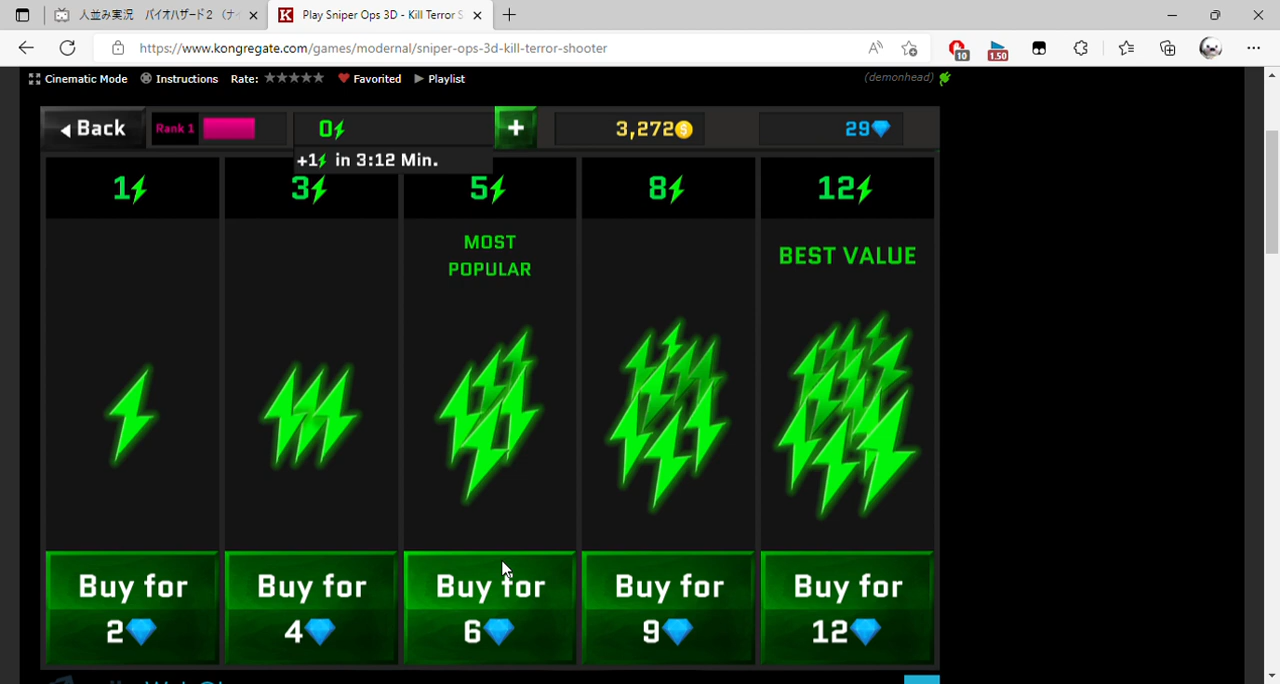 人並み実況 バイオハザード2 (ナイ
Play Sniper Ops 3D - Kill Terror S
https://www.kongregate.com/games/modernal/sniper-ops-3d-kill-terror-shooter
10
1.50
Cinematic Mode Instructions Rate: Favorited Playlist (demonhead)
Back Rank 1 0 + 3,272 29
+1 in 3:12 Min.
1 3 5 8 12
MOST
POPULAR
BEST VALUE
Buy for Buy for Buy for Buy for Buy for
2 4 6 9 12